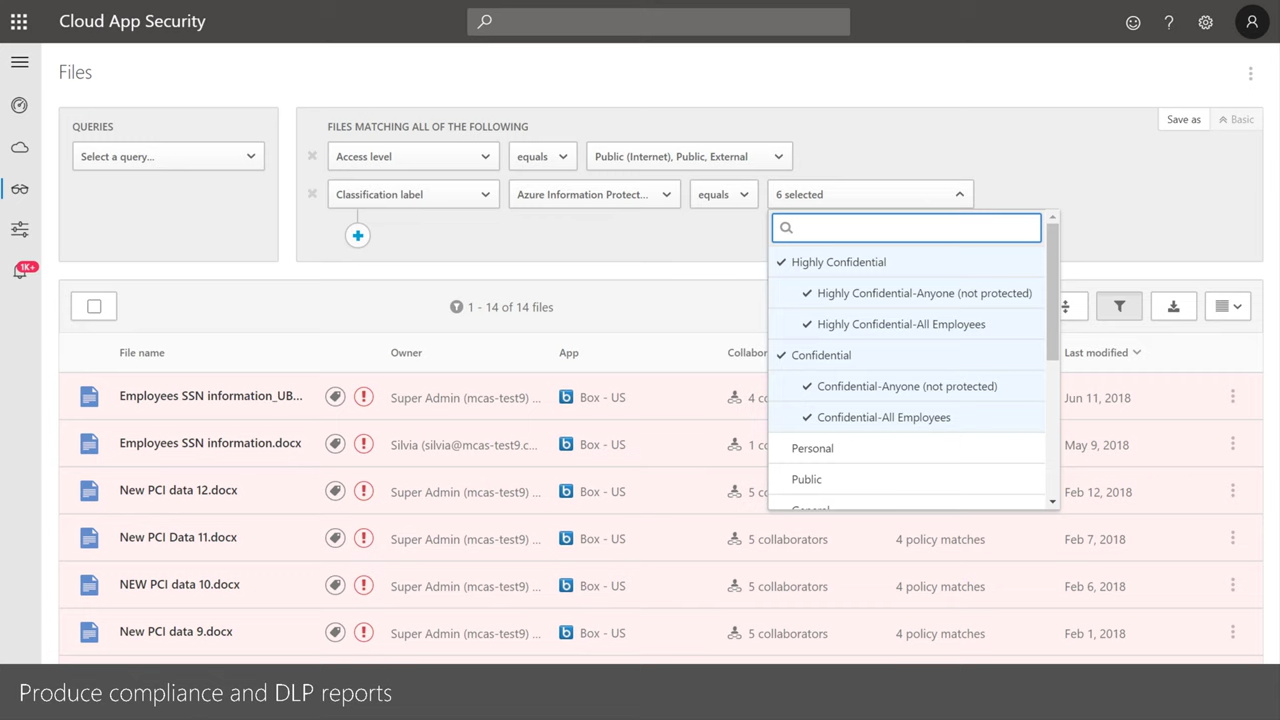 Cloud App Security
Files
QUERIES
Select a query...
FILES MATCHING ALL OF THE FOLLOWING
Save as
Basic
Access level
equals
Public (Internet), Public, External
Classification label
Azure Information Protect...
equals
6 selected
Highly Confidential
Highly Confidential-Anyone (not protected)
Highly Confidential-All Employees
Confidential
Confidential-Anyone (not protected)
Confidential-All Employees
Personal
Public
General
1K+
1 - 14 of 14 files
File name Owner App Collabor Last modified
Employees SSN information_UB... Super Admin (mcas-test9) ... Box - US 4 co Jun 11, 2018
Employees SSN information.docx Silvia (silvia@mcas-test9.c... Box - US 1 co May 9, 2018
New PCI data 12.docx Super Admin (mcas-test9) ... Box - US 5 co Feb 12, 2018
New PCI Data 11.docx Super Admin (mcas-test9) ... Box - US 5 collaborators 4 policy matches Feb 7, 2018
NEW PCI data 10.docx Super Admin (mcas-test9) ... Box - US 5 collaborators 4 policy matches Feb 6, 2018
New PCI data 9.docx Super Admin (mcas-test9) ... Box - US 5 collaborators 4 policy matches Feb 1, 2018
Produce compliance and DLP reports